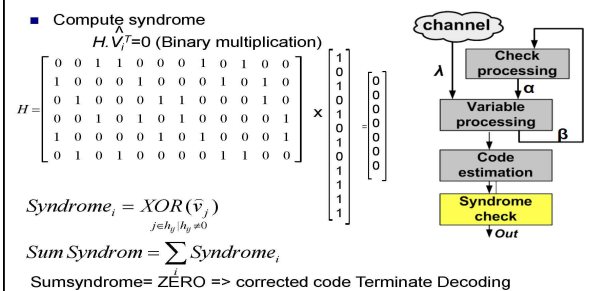 Compute syndrome
H.V̂ᵢᵀ=0 (Binary multiplication)
H =
0 0 1 1 0 0 0 1 0 1 0 0
1 0 0 0 1 0 0 0 1 0 1 0
0 1 0 0 0 1 1 0 0 0 1 0
0 0 1 0 1 0 1 0 0 0 0 1
1 0 0 0 0 1 0 1 0 0 0 1
0 1 0 1 0 0 0 0 1 1 0 0
x
1
0
1
0
1
0
1
0
1
1
1
1
=
0
0
0
0
0
0
0
Syndromeᵢ = XOR(v̂ⱼ)
j∈hᵢⱼ|hᵢⱼ≠0
Sum Syndrom = ∑ Syndromeᵢ
i
Sumsyndrome= ZERO => corrected code Terminate Decoding
channel
λ
Check
processing
α
Variable
processing
β
Code
estimation
Syndrome
check
Out